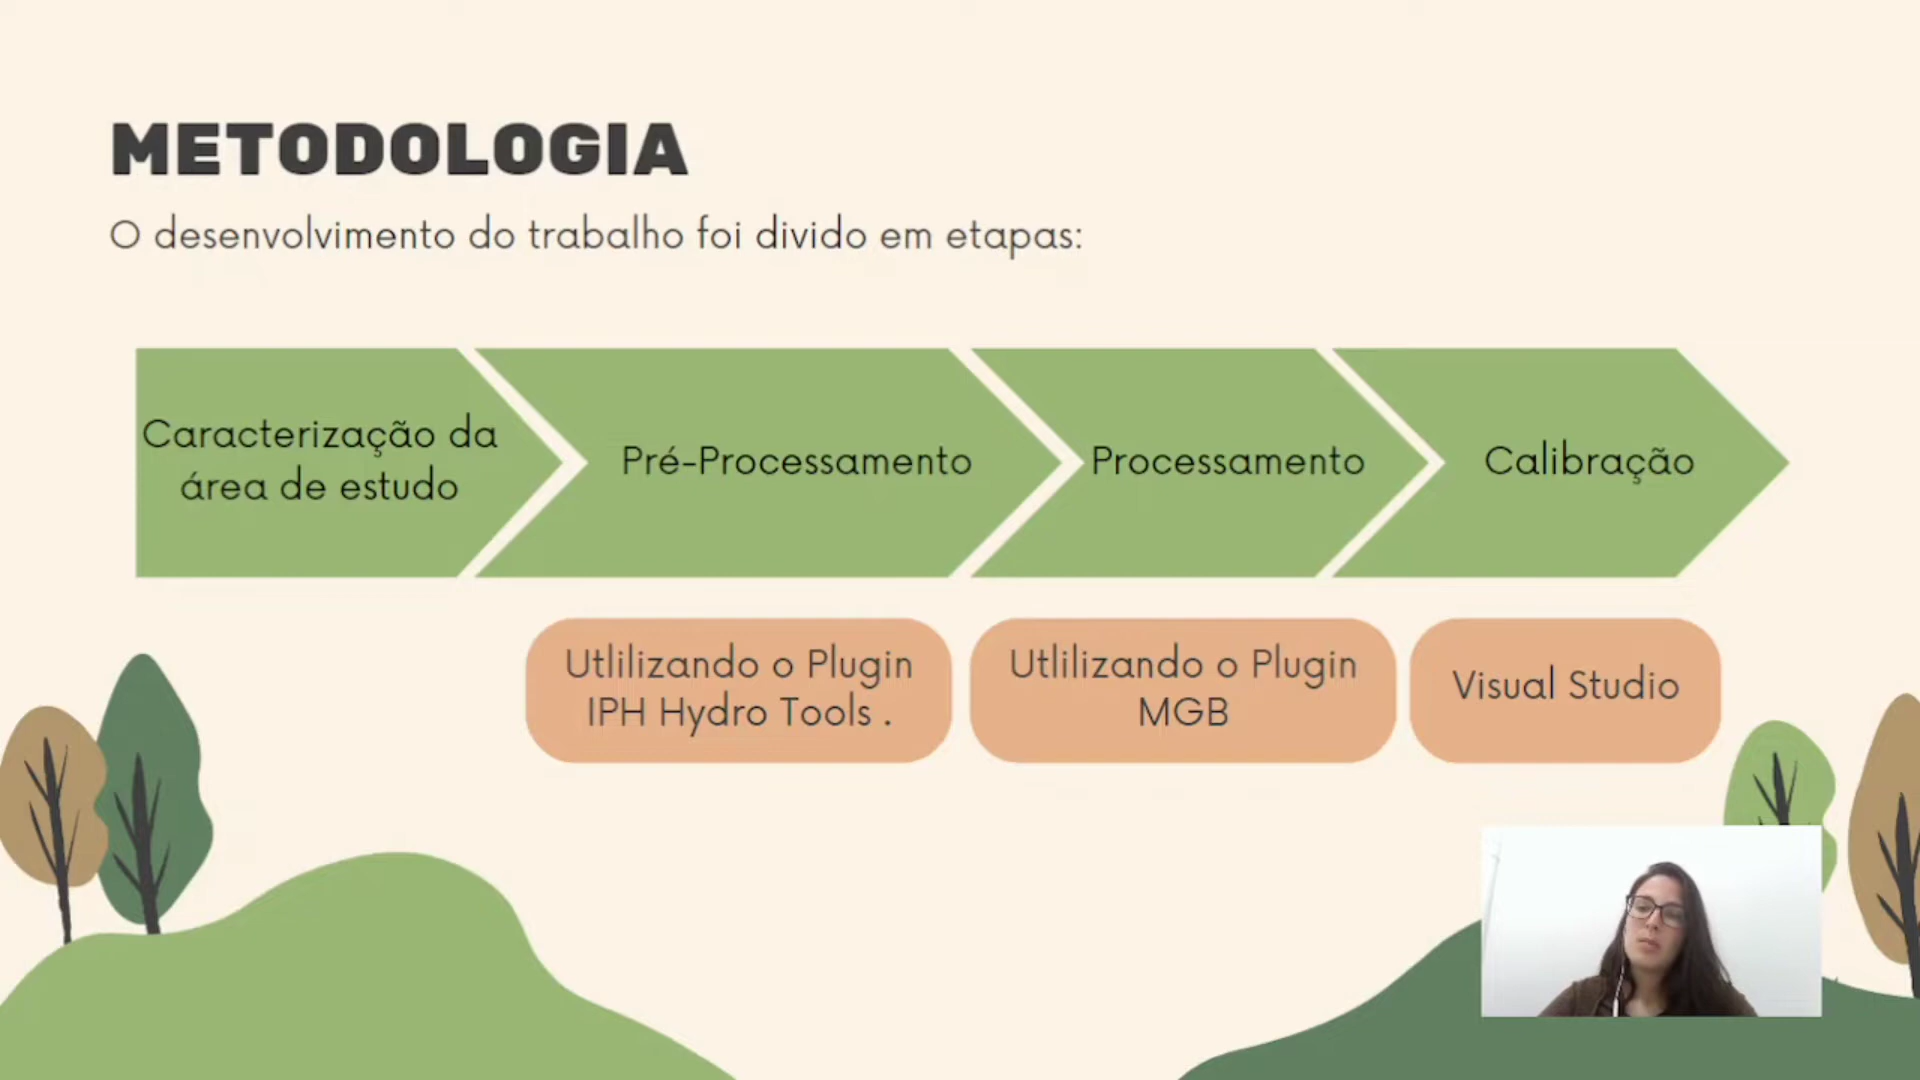 METODOLOGIA
O desenvolvimento do trabalho foi divido em etapas:
Caracterização da
área de estudo
Pré-Processamento
Processamento
Calibração
Utlilizando o Plugin
IPH Hydro Tools .
Utlilizando o Plugin
MGB
Visual Studio